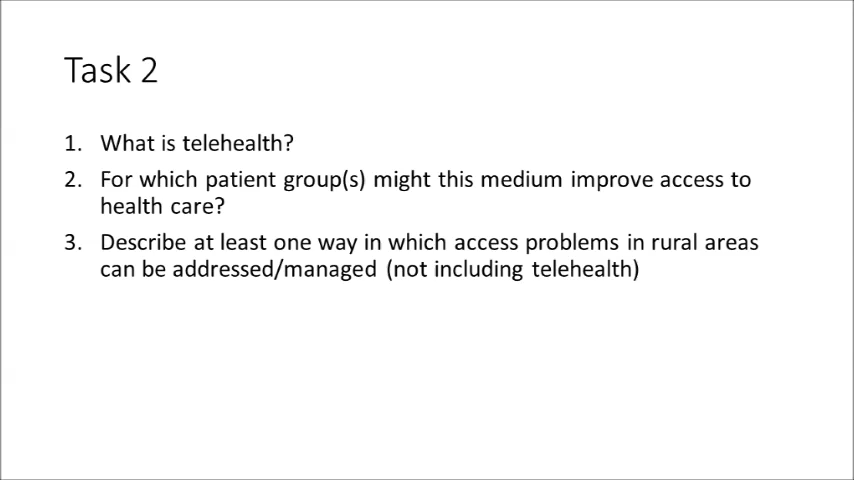 Task 2
1. What is telehealth?
2. For which patient group(s) might this medium improve access to
health care?
3. Describe at least one way in which access problems in rural areas
can be addressed/managed (not including telehealth)